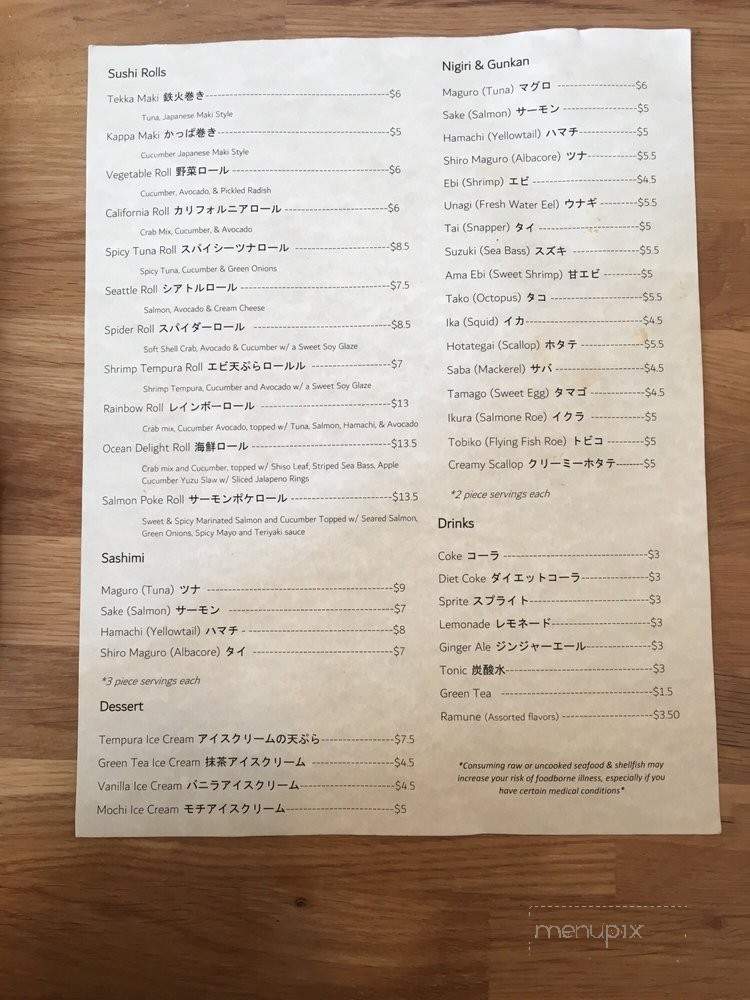 Sushi Rolls
Tekka Maki 鉄火巻き---$6
Tuna, Japanese Maki Style
Kappa Maki かっぱ巻き---$5
Cucumber Japanese Maki Style
Vegetable Roll 野菜ロール---$6
Cucumber, Avocado, & Pickled Radish
California Roll カリフォルニアロール---$6
Crab Mix, Cucumber, & Avocado
Spicy Tuna Roll スパイシーツナロール---$8.5
Spicy Tuna, Cucumber & Green Onions
Seattle Roll シアトルロール---$7.5
Salmon, Avocado & Cream Cheese
Spider Roll スパイダーロール---$8.5
Soft Shell Crab, Avocado & Cucumber w/ a Sweet Soy Glaze
Shrimp Tempura Roll エビ天ぷらロールル---$7
Shrimp Tempura, Cucumber and Avocado w/ a Sweet Soy Glaze
Rainbow Roll レインボーロール---$13
Crab mix, Cucumber Avocado, topped w/ Tuna, Salmon, Hamachi, & Avocado
Ocean Delight Roll 海鮮ロール---$13.5
Crab mix and Cucumber, topped w/ Shiso Leaf, Striped Sea Bass, Apple
Cucumber Yuzu Slaw w/ Sliced Jalapeno Rings
Salmon Poke Roll サーモンポケロール---$13.5
Sweet & Spicy Marinated Salmon and Cucumber Topped w/ Seared Salmon,
Green Onions, Spicy Mayo and Teriyaki sauce
Sashimi
Maguro (Tuna) ツナ---$9
Sake (Salmon) サーモン---$7
Hamachi (Yellowtail) ハマチ---$8
Shiro Maguro (Albacore) タイ---$7
*3 piece servings each
Dessert
Tempura Ice Cream アイスクリームの天ぷら---$7.5
Green Tea Ice Cream 抹茶アイスクリーム---$4.5
Vanilla Ice Cream バニラアイスクリーム---$4.5
Mochi Ice Cream モチアイスクリーム---$5
Nigiri & Gunkan
Maguro (Tuna) マグロ---$6
Sake (Salmon) サーモン---$5
Hamachi (Yellowtail) ハマチ---$5
Shiro Maguro (Albacore) ツナ---$5.5
Ebi (Shrimp) エビ---$4.5
Unagi (Fresh Water Eel) ウナギ---$5.5
Tai (Snapper) タイ---$5
Suzuki (Sea Bass) スズキ---$5.5
Ama Ebi (Sweet Shrimp) 甘エビ---$5
Tako (Octopus) タコ---$5.5
Ika (Squid) イカ---$4.5
Hotategai (Scallop) ホタテ---$5.5
Saba (Mackerel) サバ---$4.5
Tamago (Sweet Egg) タマゴ---$4.5
Ikura (Salmone Roe) イクラ---$5
Tobiko (Flying Fish Roe) トビコ---$5
Creamy Scallop クリーミーホタテ---$5
*2 piece servings each
Drinks
Coke コーラ---$3
Diet Coke ダイエットコーラ---$3
Sprite スプライト---$3
Lemonade レモネード---$3
Ginger Ale ジンジャーエール---$3
Tonic 炭酸水---$3
Green Tea---$1.5
Ramune (Assorted flavors)---$3.50
*Consuming raw or uncooked seafood & shellfish may
increase your risk of foodborne illness, especially if you
have certain medical conditions*
menupix